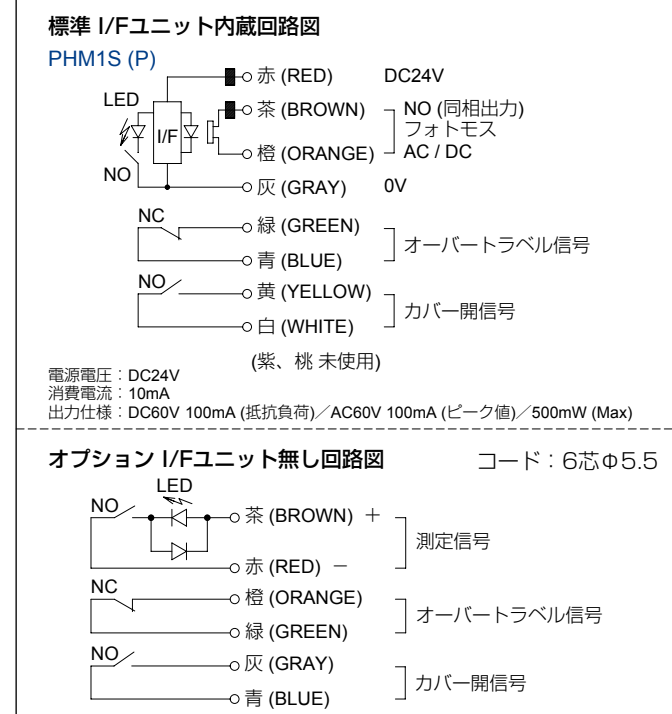 標準 I/Fユニット内蔵回路図
PHM1S (P)
赤 (RED) DC24V
LED
茶 (BROWN) NO (同相出力)
フォトモス
I/F
橙 (ORANGE) AC / DC
NO
灰 (GRAY) 0V
NC
緑 (GREEN)
オーバートラベル信号
青 (BLUE)
NO
黄 (YELLOW)
カバー開信号
白 (WHITE)
(紫、桃 未使用)
電源電圧：DC24V
消費電流：10mA
出力仕様：DC60V 100mA (抵抗負荷)／AC60V 100mA (ピーク値)／500mW (Max)
オプション I/Fユニット無し回路図 コード：6芯Φ5.5
LED
NO
茶 (BROWN) ＋
測定信号
赤 (RED) −
NC
橙 (ORANGE)
オーバートラベル信号
緑 (GREEN)
NO
灰 (GRAY)
カバー開信号
青 (BLUE)